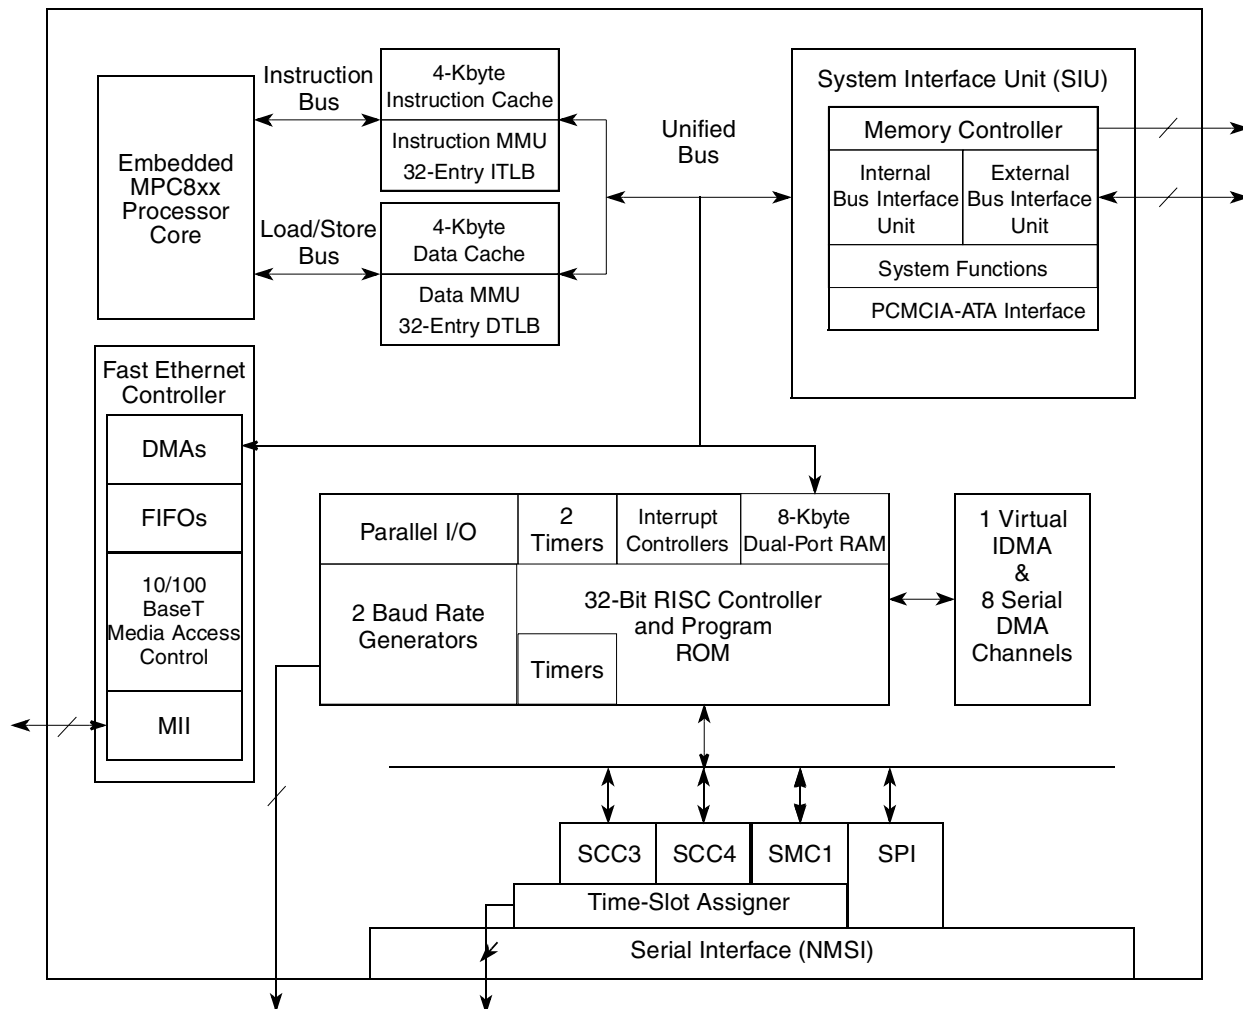 Embedded
MPC8xx
Processor
Core
Instruction
Bus
Load/Store
Bus
4-Kbyte
Instruction Cache
Instruction MMU
32-Entry ITLB
4-Kbyte
Data Cache
Data MMU
32-Entry DTLB
Unified
Bus
System Interface Unit (SIU)
Memory Controller
Internal
Bus Interface
Unit
External
Bus Interface
Unit
System Functions
PCMCIA-ATA Interface
Fast Ethernet
Controller
DMAs
FIFOs
10/100
BaseT
Media Access
Control
MII
Parallel I/O
2
Timers
Interrupt
Controllers
8-Kbyte
Dual-Port RAM
2 Baud Rate
Generators
32-Bit RISC Controller
and Program
ROM
Timers
1 Virtual
IDMA
&
8 Serial
DMA
Channels
SCC3
SCC4
SMC1
SPI
Time-Slot Assigner
Serial Interface (NMSI)